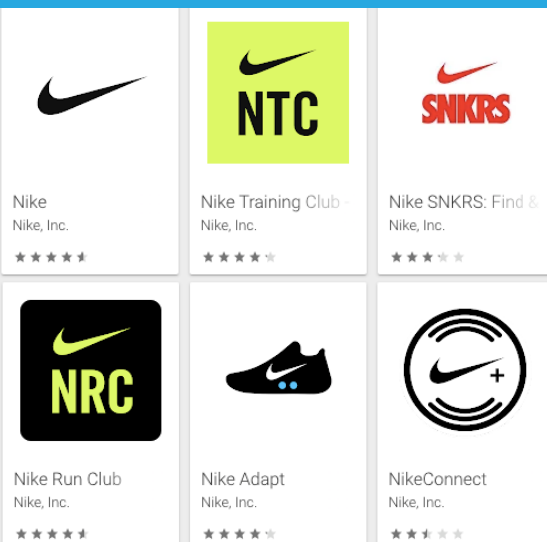 Nike
Nike, Inc.
NTC
Nike Training Club -
Nike, Inc.
SNKRS
Nike SNKRS: Find &
Nike, Inc.
NRC
Nike Run Club
Nike, Inc.
Nike Adapt
Nike, Inc.
+
NikeConnect
Nike, Inc.